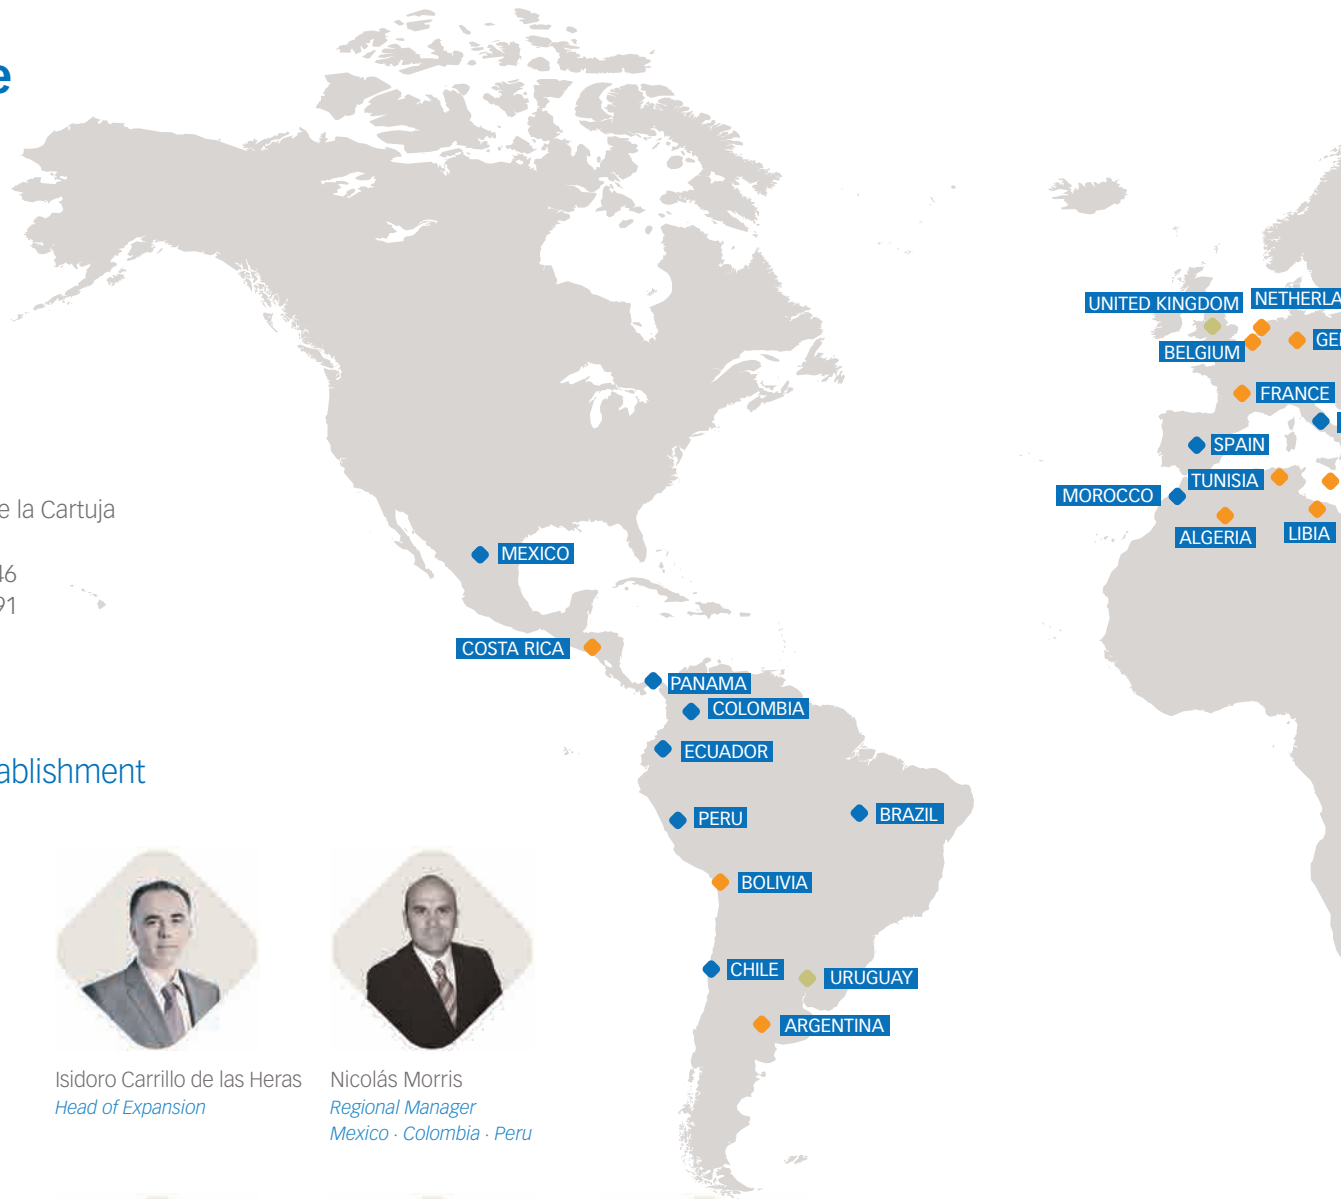 e
UNITED KINGDOM
NETHERLA
BELGIUM
GE
FRANCE
SPAIN
TUNISIA
MOROCCO
ALGERIA
LIBIA
e la Cartuja
46
91
MEXICO
COSTA RICA
PANAMA
COLOMBIA
ECUADOR
ablishment
PERU
BRAZIL
BOLIVIA
CHILE
URUGUAY
ARGENTINA
Isidoro Carrillo de las Heras
Head of Expansion
Nicolás Morris
Regional Manager
Mexico · Colombia · Peru